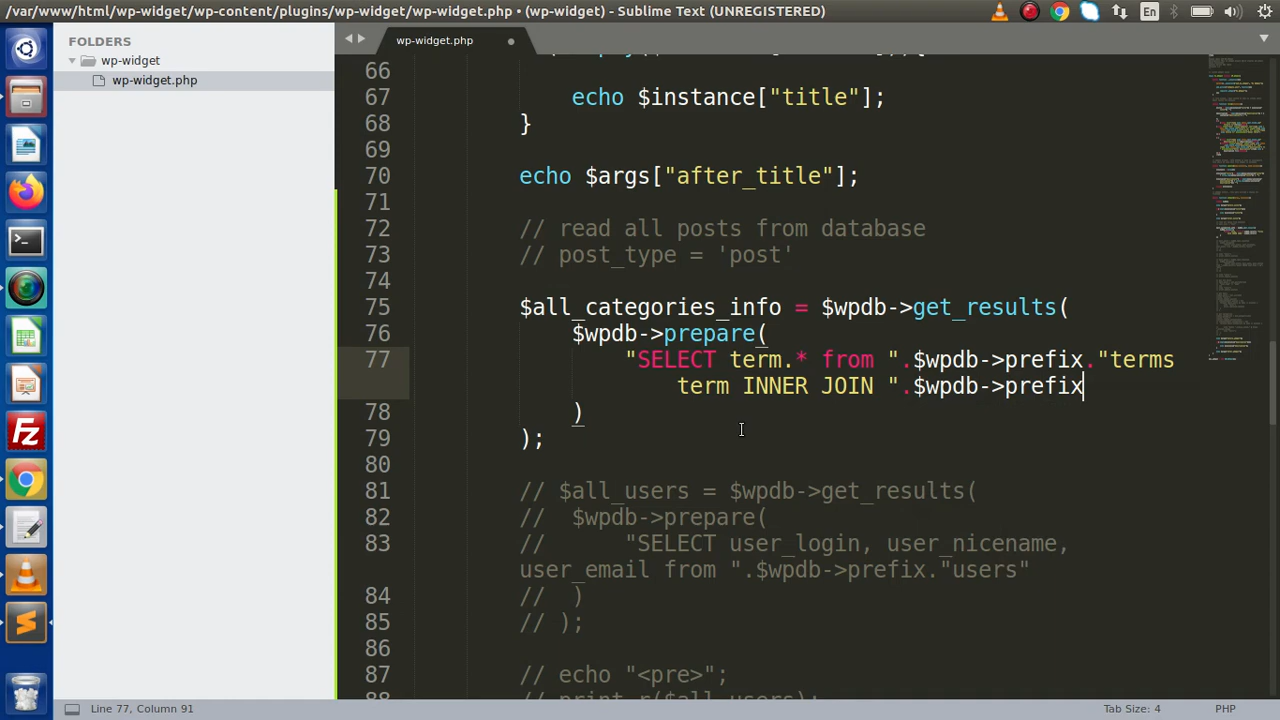 /var/www/html/wp-widget/wp-content/plugins/wp-widget/wp-widget.php • (wp-widget) - Sublime Text (UNREGISTERED)
En
FOLDERS
wp-widget
wp-widget.php
wp-widget.php
66
67 echo $instance["title"];
68 }
69
70 echo $args["after_title"];
71
72 // read all posts from database
73 // post_type = 'post'
74
75 $all_categories_info = $wpdb->get_results(
76 $wpdb->prepare(
77 "SELECT term.* from ".$wpdb->prefix."terms
term INNER JOIN ".$wpdb->prefix
78 )
79 );
80
81 // $all_users = $wpdb->get_results(
82 // $wpdb->prepare(
83 // "SELECT user_login, user_nicename,
user_email from ".$wpdb->prefix."users"
84 // )
85 // );
86
87 // echo "<pre>";
88 // print_r($all_users);
Line 77, Column 91
Tab Size: 4
PHP